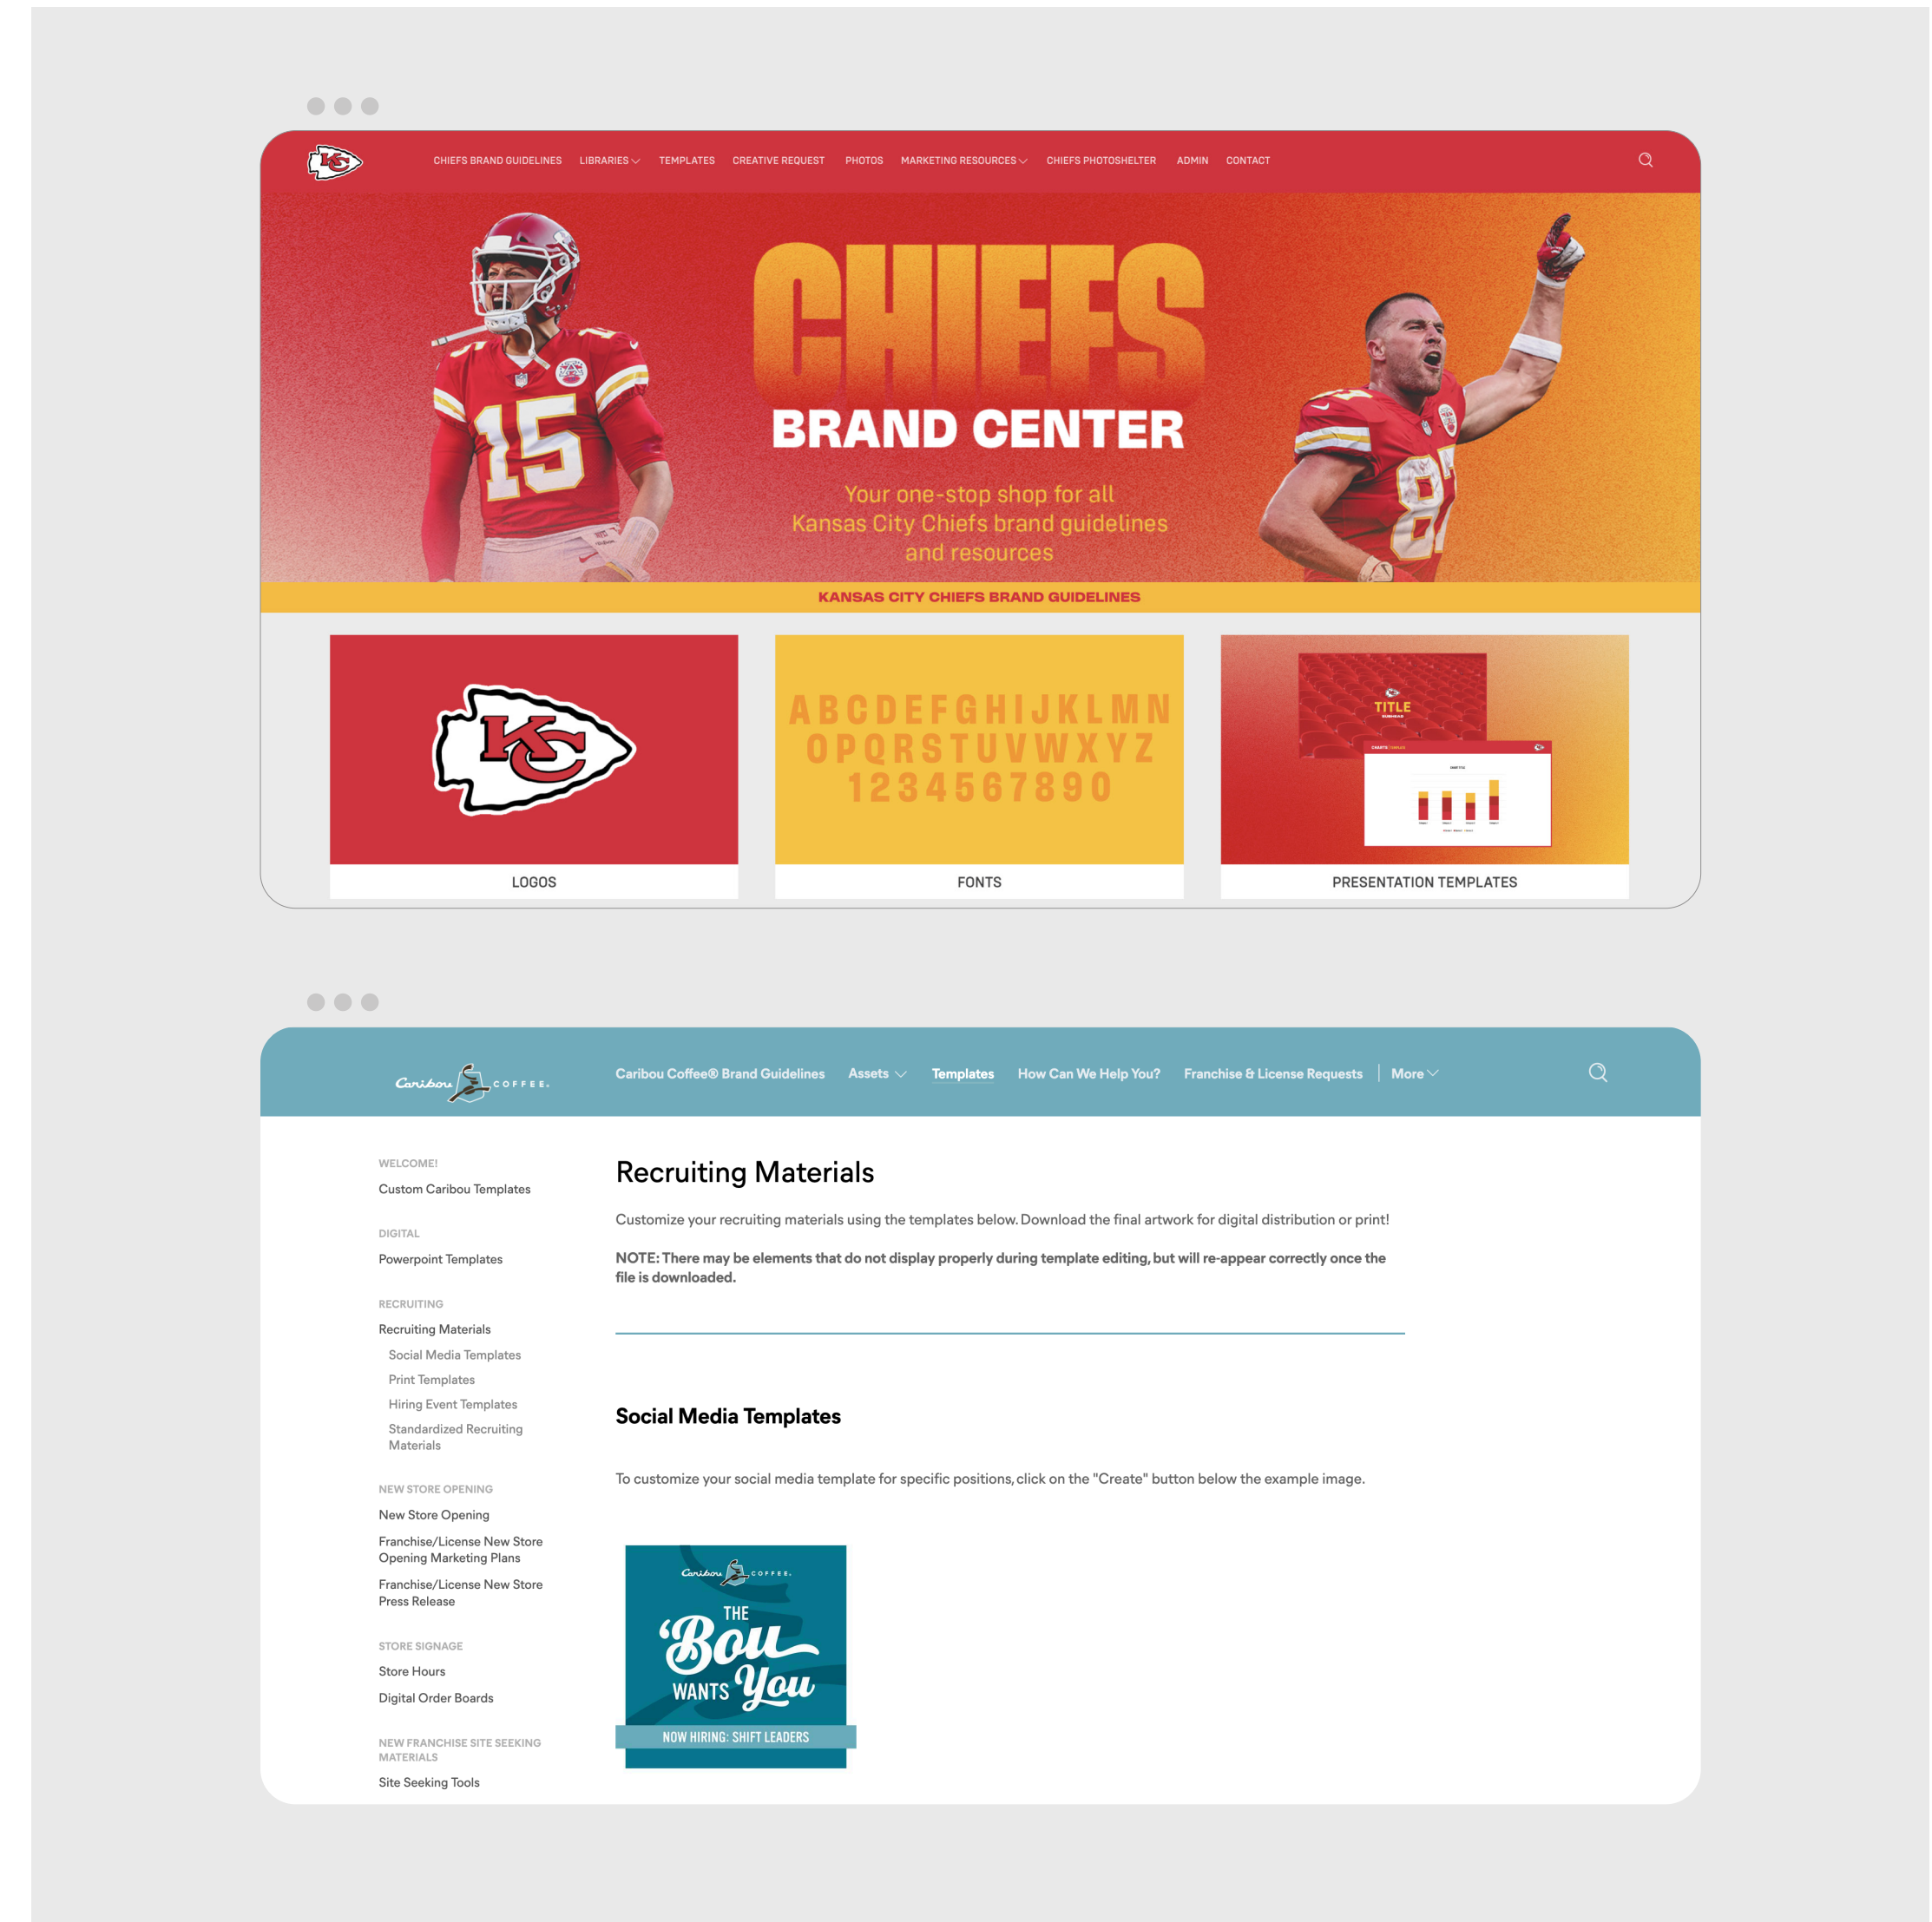 KC
CHIEFS BRAND GUIDELINES LIBRARIES TEMPLATES CREATIVE REQUEST PHOTOS MARKETING RESOURCES CHIEFS PHOTOSHELTER ADMIN CONTACT
CHIEFS
BRAND CENTER
15
87
Your one-stop shop for all
Kansas City Chiefs brand guidelines
and resources
KANSAS CITY CHIEFS BRAND GUIDELINES
KC
ABCDEFGHIJKLMN
OPQRSTUVWXYZ
1234567890
TITLE
LOGOS
FONTS
PRESENTATION TEMPLATES
Caribou COFFEE®
Caribou Coffee® Brand Guidelines Assets Templates How Can We Help You? Franchise & License Requests More
WELCOME!
Custom Caribou Templates
DIGITAL
Powerpoint Templates
RECRUITING
Recruiting Materials
Social Media Templates
Print Templates
Hiring Event Templates
Standardized Recruiting
Materials
NEW STORE OPENING
New Store Opening
Franchise/License New Store
Opening Marketing Plans
Franchise/License New Store
Press Release
STORE SIGNAGE
Store Hours
Digital Order Boards
NEW FRANCHISE SITE SEEKING
MATERIALS
Site Seeking Tools
Recruiting Materials
Customize your recruiting materials using the templates below. Download the final artwork for digital distribution or print!
NOTE: There may be elements that do not display properly during template editing, but will re-appear correctly once the
file is downloaded.
Social Media Templates
To customize your social media template for specific positions, click on the "Create" button below the example image.
Caribou COFFEE®
THE
'Bou
WANTS You
NOW HIRING: SHIFT LEADERS